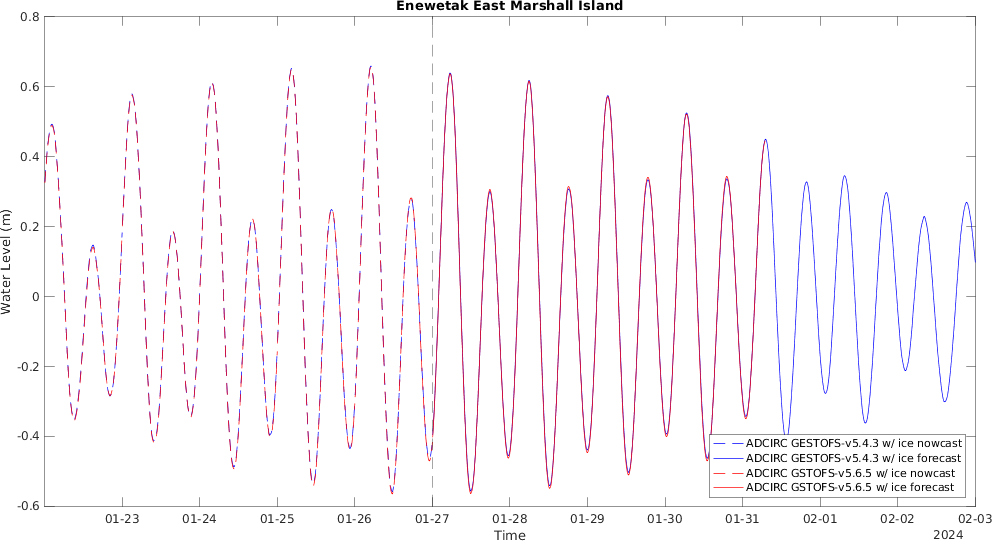 Enewetak East Marshall Island
0.8
0.6
0.4
0.2
0
-0.2
-0.4
-0.6
Water Level (m)
ADCIRC GESTOFS-v5.4.3 w/ ice nowcast
ADCIRC GESTOFS-v5.4.3 w/ ice forecast
ADCIRC GSTOFS-v5.6.5 w/ ice nowcast
ADCIRC GSTOFS-v5.6.5 w/ ice forecast
01-23 01-24 01-25 01-26 01-27 01-28 01-29 01-30 01-31 02-01 02-02 02-03
Time
2024